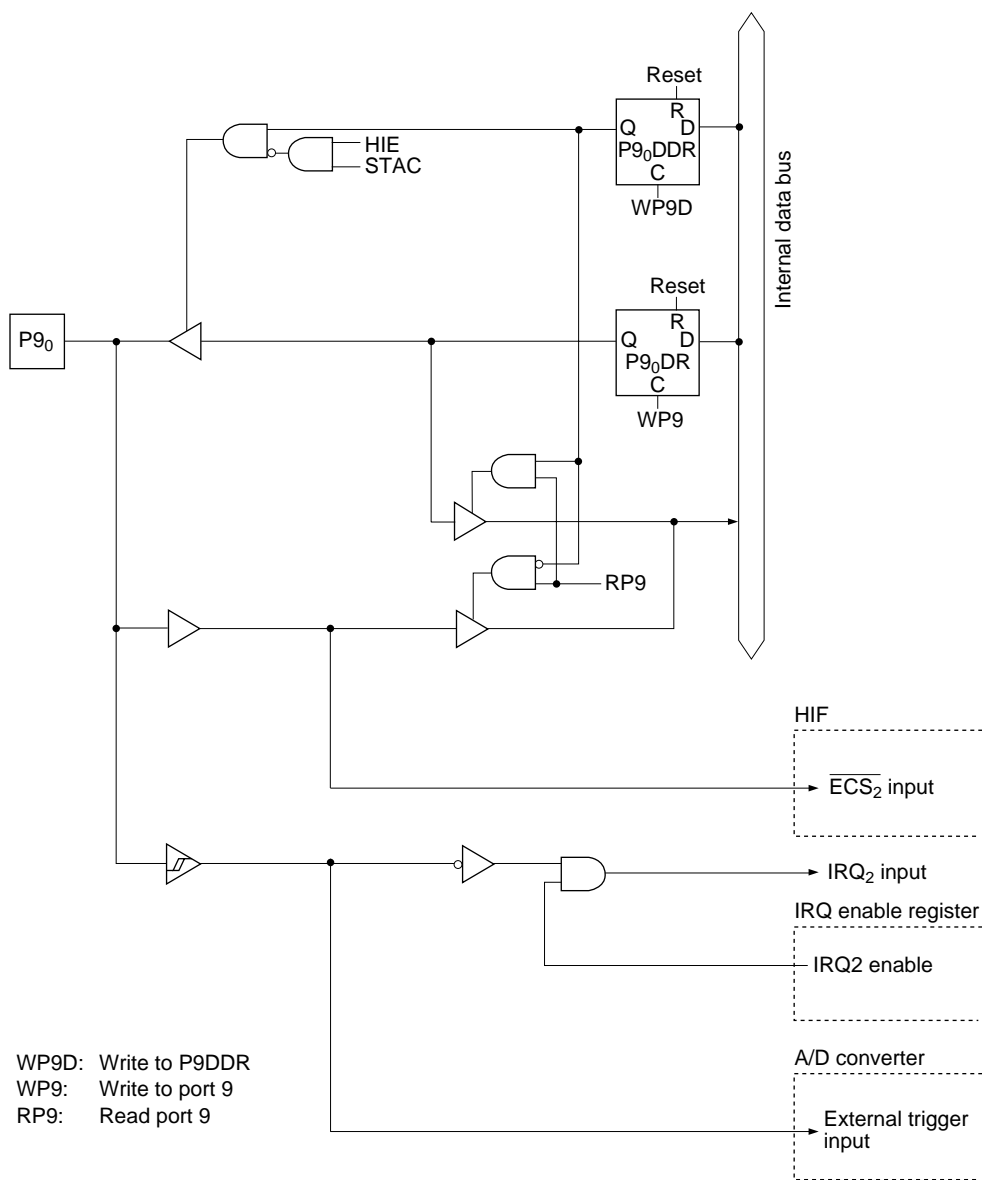 Reset
R
Q D
P9₀DDR
C
WP9D
HIE
STAC
Internal data bus
Reset
R
Q D
P9₀DR
C
WP9
P9₀
RP9
HIF
E̅C̅S̅₂̅ input
IRQ₂ input
IRQ enable register
IRQ2 enable
A/D converter
External trigger
input
WP9D: Write to P9DDR
WP9: Write to port 9
RP9: Read port 9